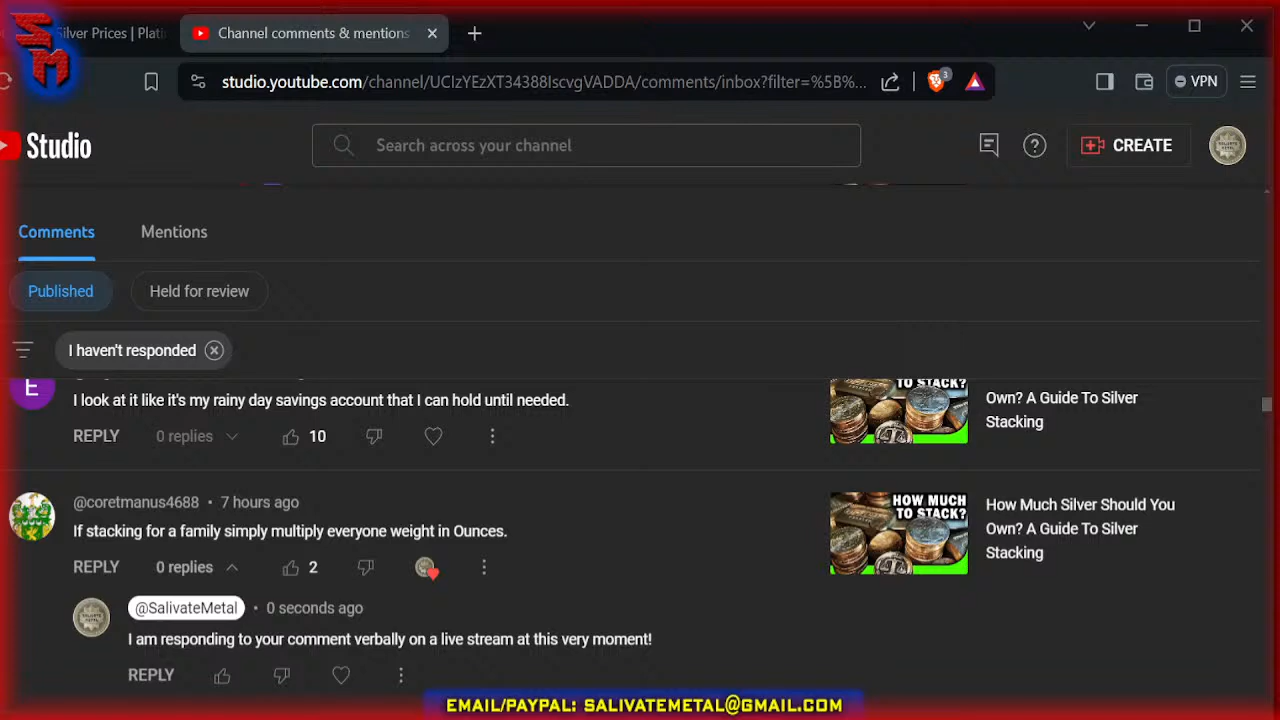 SM
Silver Prices | Plati
Channel comments & mentions
studio.youtube.com/channel/UCIzYEzXT34388IscvgVADDA/comments/inbox?filter=%5B%...
3
VPN
Studio
Search across your channel
CREATE
Comments
Mentions
Published
Held for review
I haven't responded
E
I look at it like it's my rainy day savings account that I can hold until needed.
REPLY
0 replies
10
TO STACK?
Own? A Guide To Silver
Stacking
@coretmanus4688 • 7 hours ago
If stacking for a family simply multiply everyone weight in Ounces.
REPLY
0 replies
2
HOW MUCH
TO STACK?
How Much Silver Should You
Own? A Guide To Silver
Stacking
@SalivateMetal • 0 seconds ago
I am responding to your comment verbally on a live stream at this very moment!
REPLY
EMAIL/PAYPAL: SALIVATEMETAL@GMAIL.COM